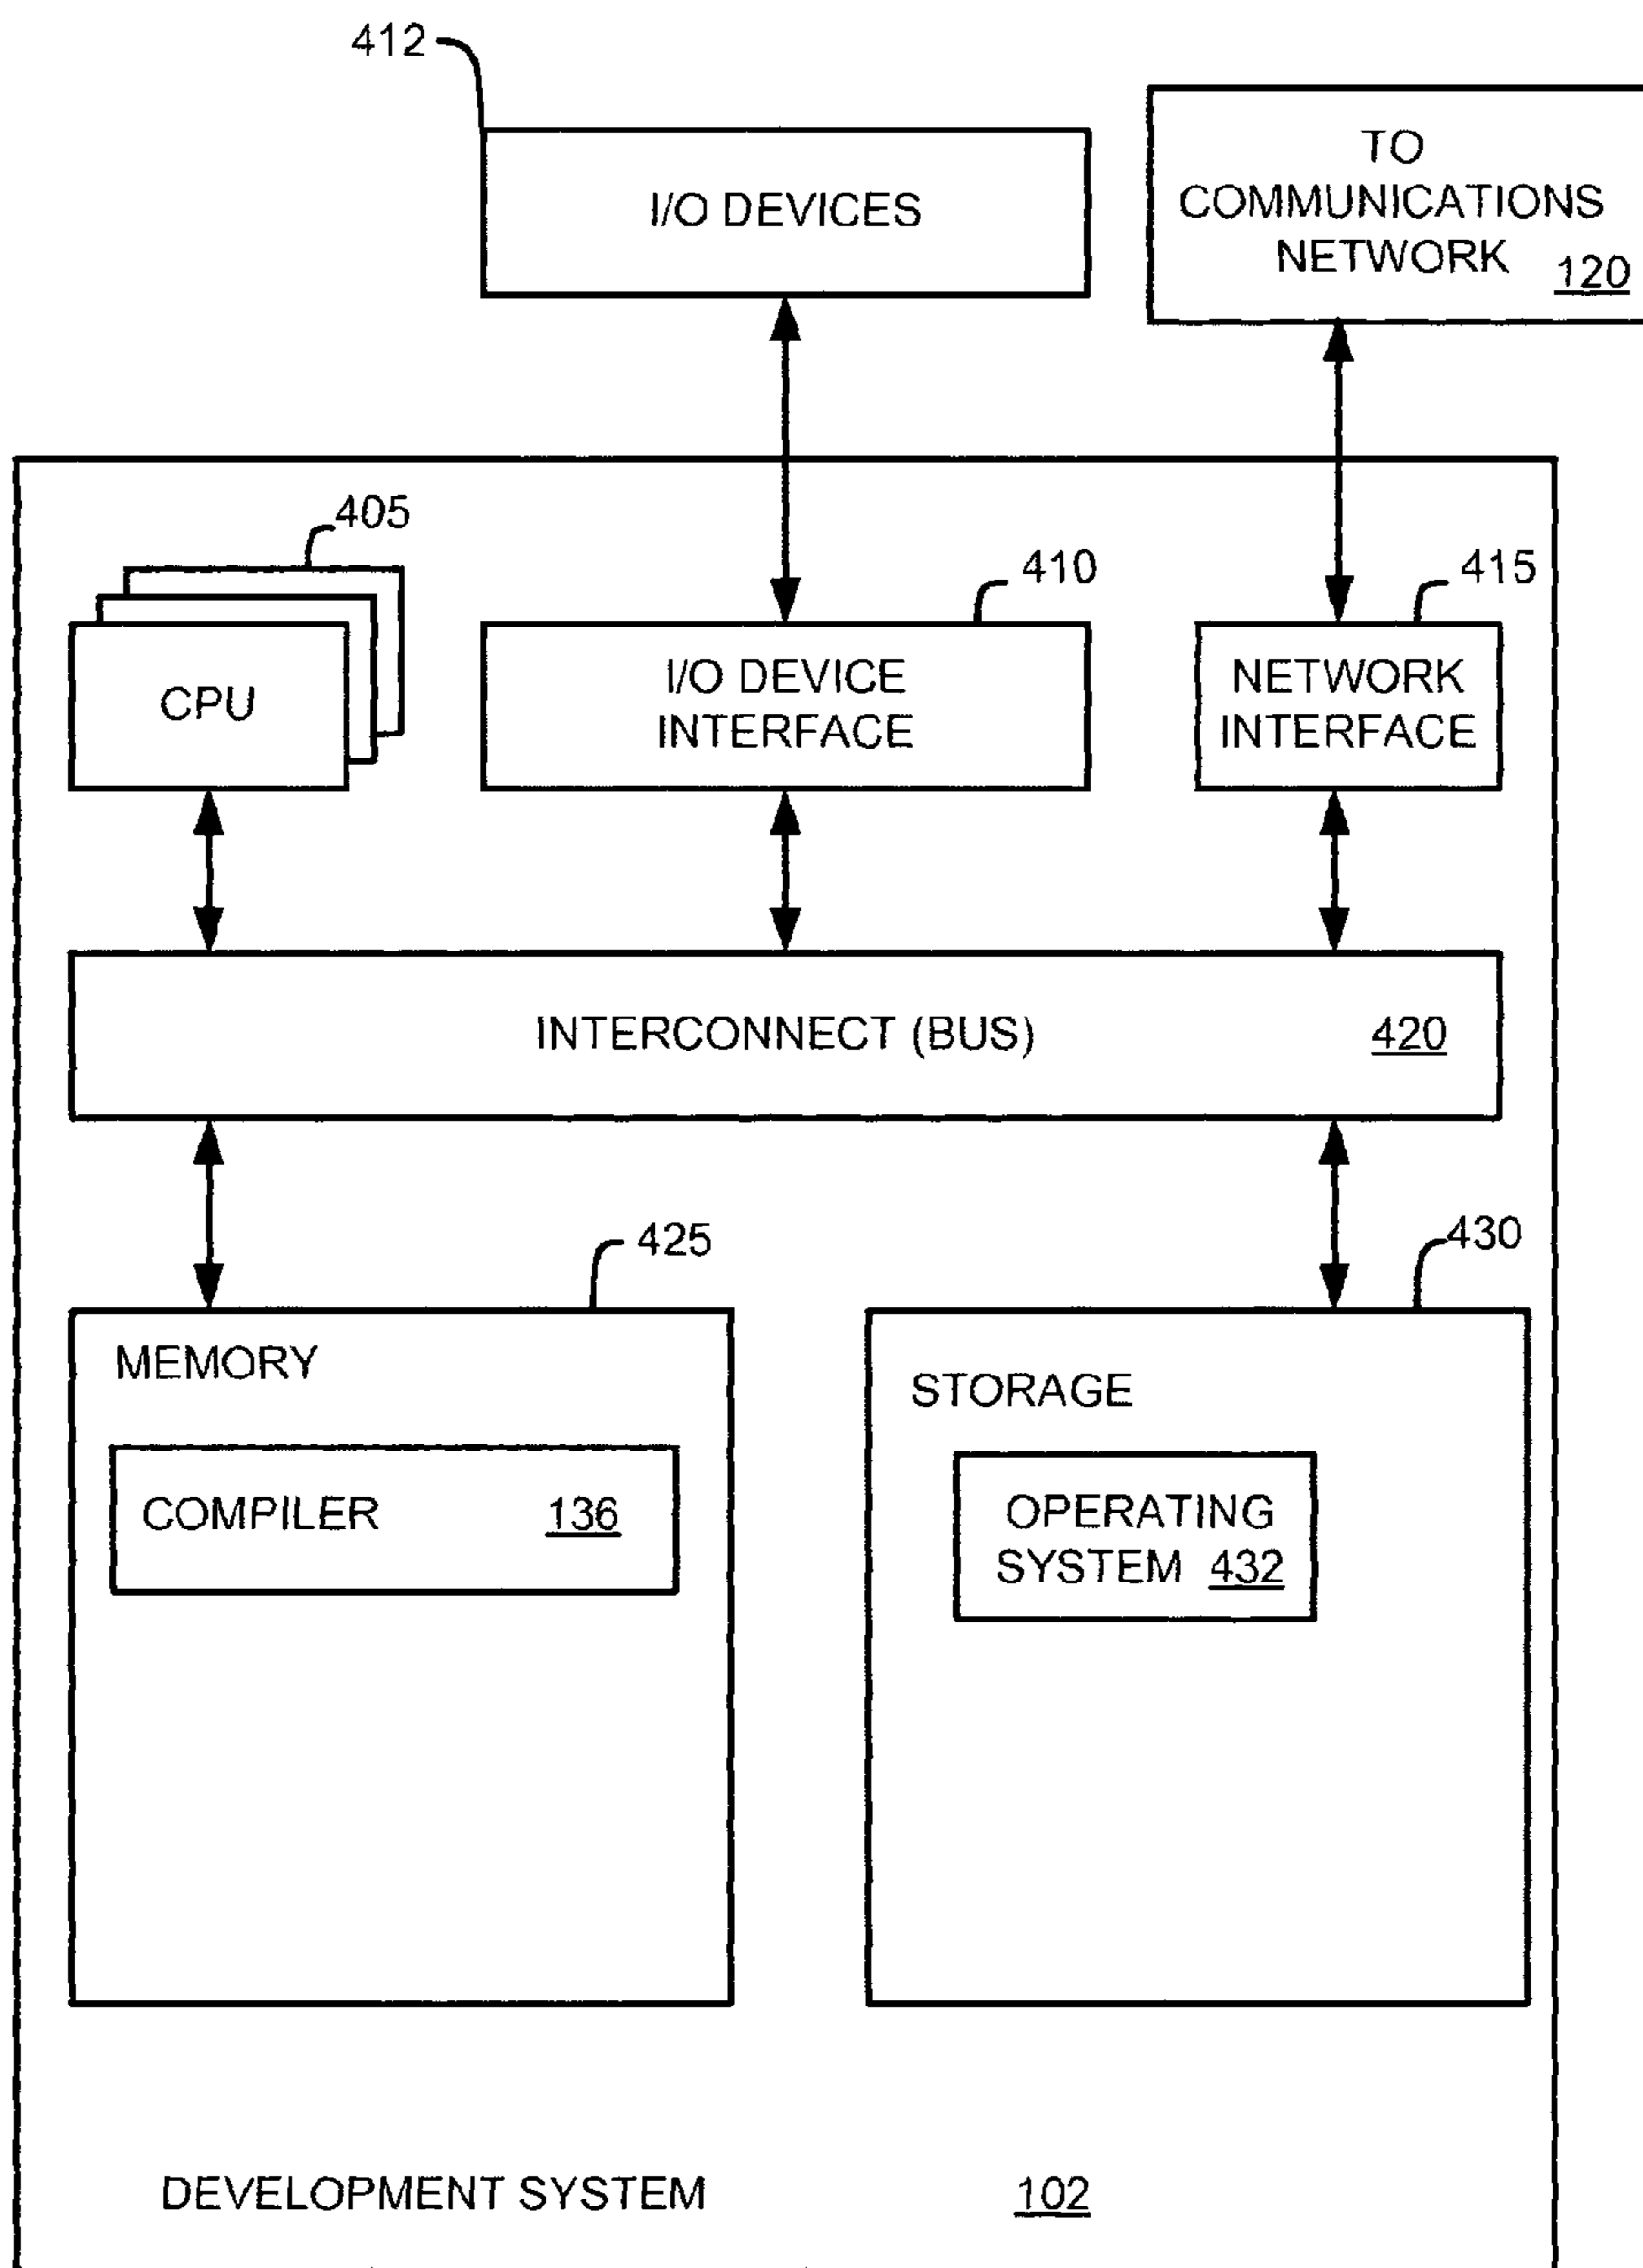 412
I/O DEVICES
TO
COMMUNICATIONS
NETWORK 120
405
410
415
CPU
I/O DEVICE
INTERFACE
NETWORK
INTERFACE
INTERCONNECT (BUS) 420
425
430
MEMORY
STORAGE
COMPILER 136
OPERATING
SYSTEM 432
DEVELOPMENT SYSTEM 102